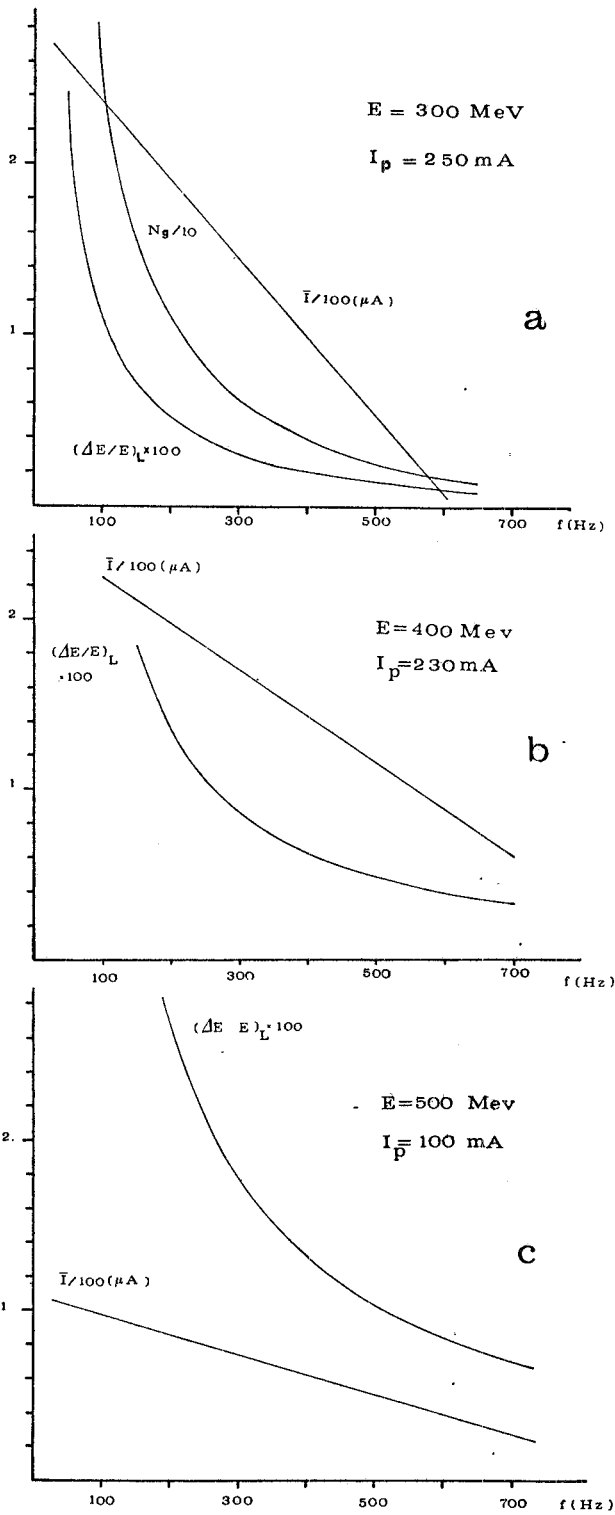 E = 300 MeV
I_p = 250 mA
2
N_g/10
Ī/100(μA)
a
1
(ΔE/E)_L×100
100 300 500 700 f(Hz)
Ī/100(μA)
2
E=400 Mev
(ΔE/E)_L
·100
I_p=230mA
b
1
100 300 500 700 f(Hz)
(ΔE E)_L·100
E=500 Mev
2.
I_p=100 mA
c
Ī/100(μA)
1
100 300 500 700 f(Hz)